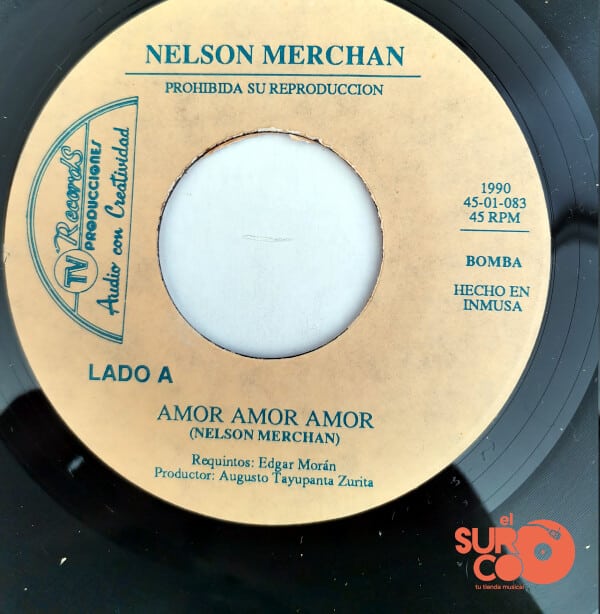 NELSON MERCHAN
PROHIBIDA SU REPRODUCCION
TV Records
PRODUCCIONES
Audio con Creatividad
1990
45-01-083
45 RPM
BOMBA
HECHO EN
INMUSA
LADO A
AMOR AMOR AMOR
(NELSON MERCHAN)
Requintos: Edgar Morán
Productor: Augusto Tayupanta Zurita
el
SURCO
tu tienda musical